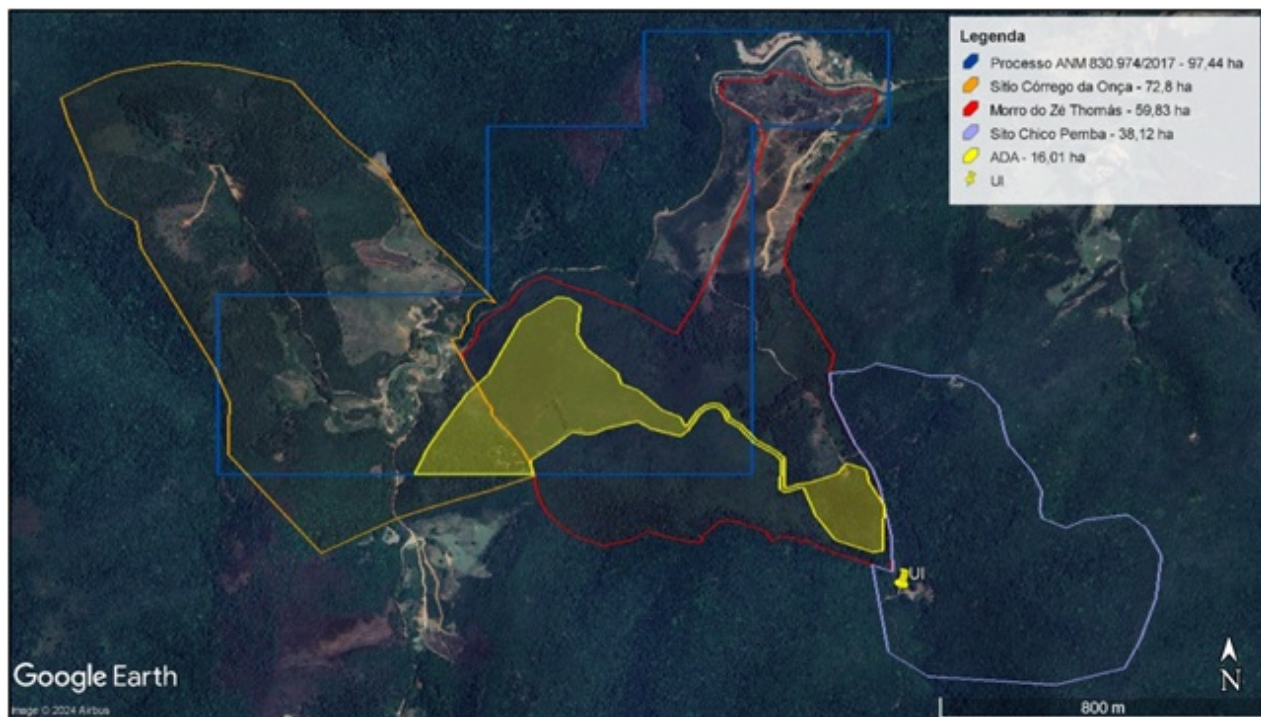 Legenda
Processo ANM 830.974/2017 - 97,44 ha
Sítio Córrego da Onça - 72,8 ha
Morro do Zé Thomás - 59,83 ha
Sito Chico Pemba - 38,12 ha
ADA - 16,01 ha
UI
UI
Google Earth
Image © 2024 Airbus
N
800 m